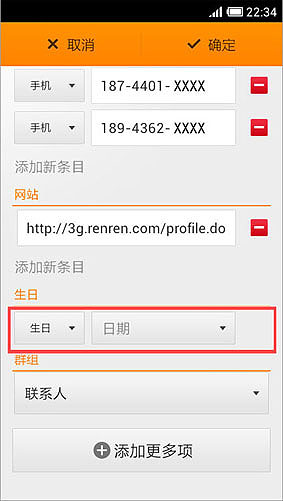 22:34
取消 确定
手机 187-4401-XXXX
手机 189-4362-XXXX
添加新条目
网站
http://3g.renren.com/profile.do
添加新条目
生日
生日 日期
群组
联系人
添加更多项